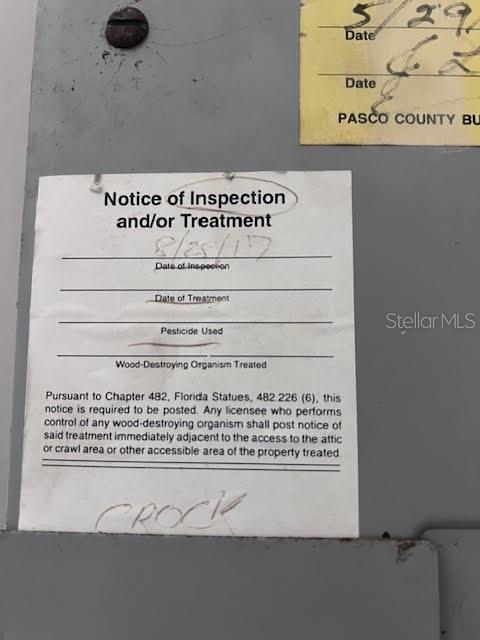 5/29/
Date
Date
PASCO COUNTY BU
Notice of Inspection
and/or Treatment
8/25/17
Date of Inspection
Date of Treatment
Pesticide Used
Wood-Destroying Organism Treated
Pursuant to Chapter 482, Florida Statues, 482.226 (6), this
notice is required to be posted. Any licensee who performs
control of any wood-destroying organism shall post notice of
said treatment immediately adjacent to the access to the attic
or crawl area or other accessible area of the property treated.
CROCK
StellarMLS